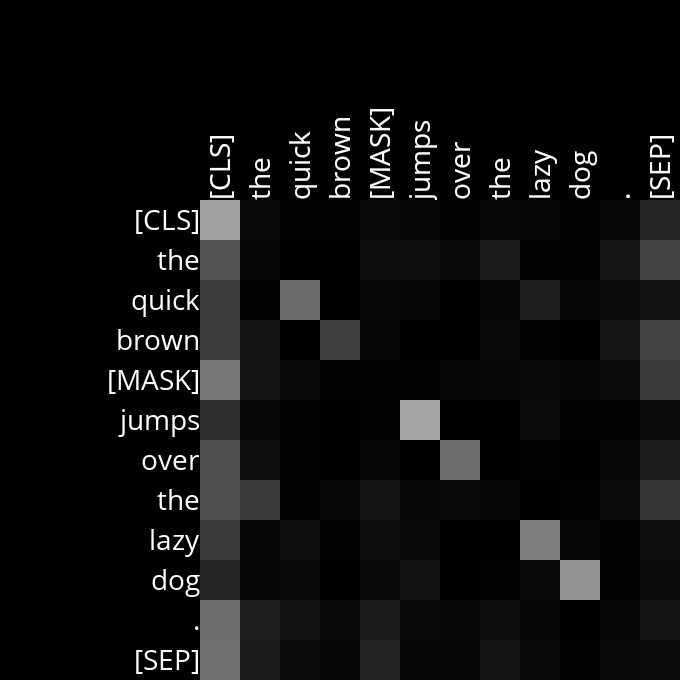 [CLS] the quick brown [MASK] jumps over the lazy dog . [SEP]
[CLS]
the
quick
brown
[MASK]
jumps
over
the
lazy
dog
.
[SEP]